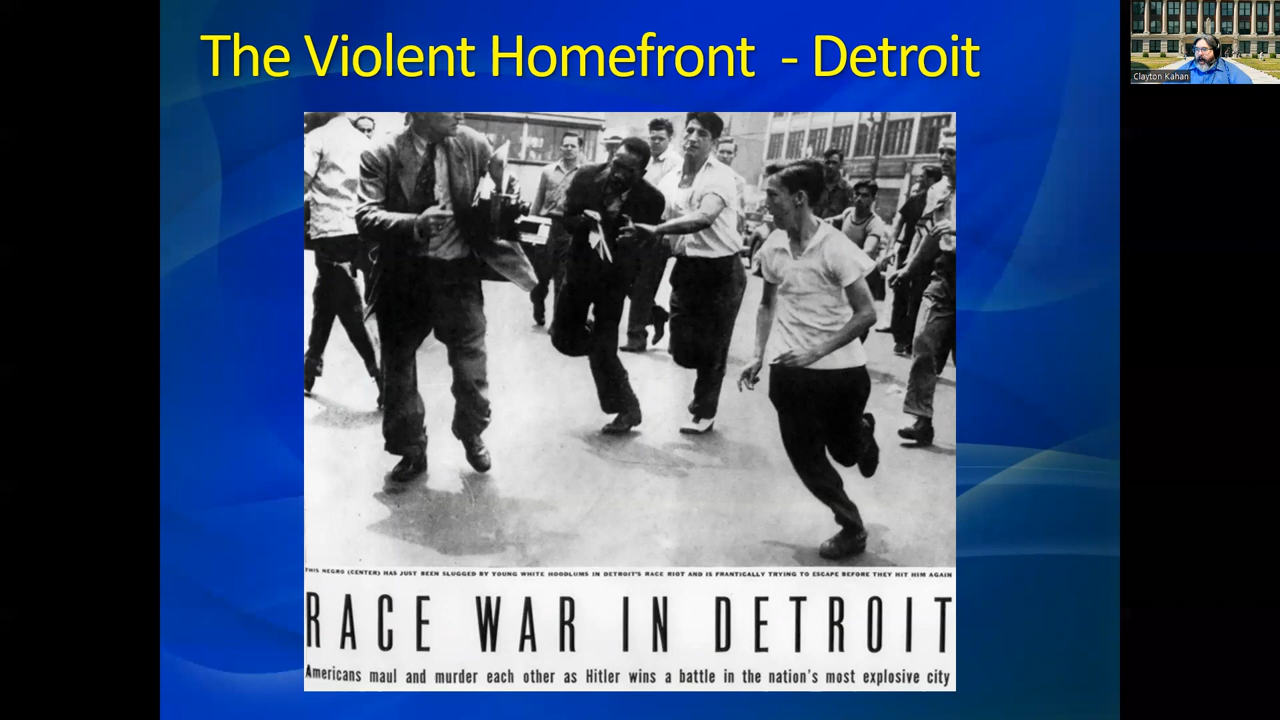 The Violent Homefront - Detroit
Clayton Kahan
THIS NEGRO (CENTER) HAS JUST BEEN SLUGGED BY YOUNG WHITE HOODLUMS IN DETROIT'S RACE RIOT AND IS FRANTICALLY TRYING TO ESCAPE BEFORE THEY HIT HIM AGAIN
RACE WAR IN DETROIT
Americans maul and murder each other as Hitler wins a battle in the nation's most explosive city